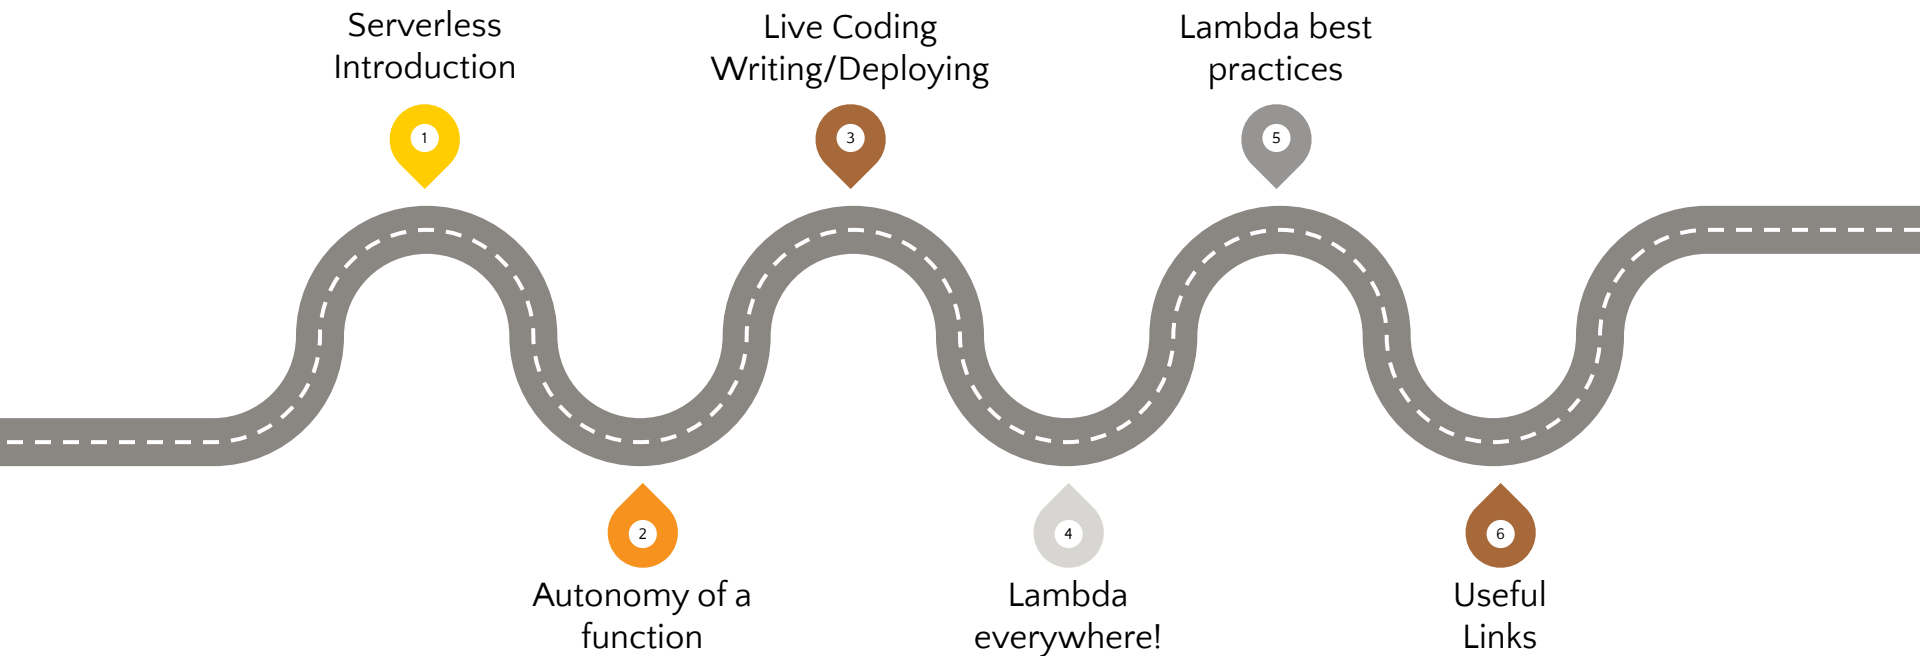 Serverless
Introduction
1
Autonomy of a
function
2
Live Coding
Writing/Deploying
3
Lambda
everywhere!
4
Lambda best
practices
5
Useful
Links
6